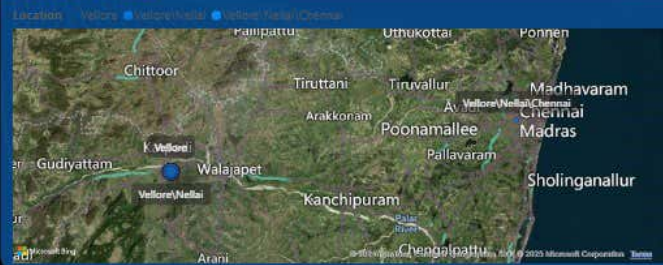 Location Vellore Vellore\Nellai Vellore\Nellai\Chennai
Pallipattu Uthukottai Ponneri
Chittoor
Tiruttani Tiruvallur Madhavaram
Vellore\Nellai\Chennai
Arakkonam Chennai
Poonamallee Madras
Vellore Pallavaram
Gudiyattam Walajapet
Sholinganallur
Vellore\Nellai
Kanchipuram
Palar
River
Microsoft Bing Arani Chengalpattu © 2025 Microsoft Corporation Terms